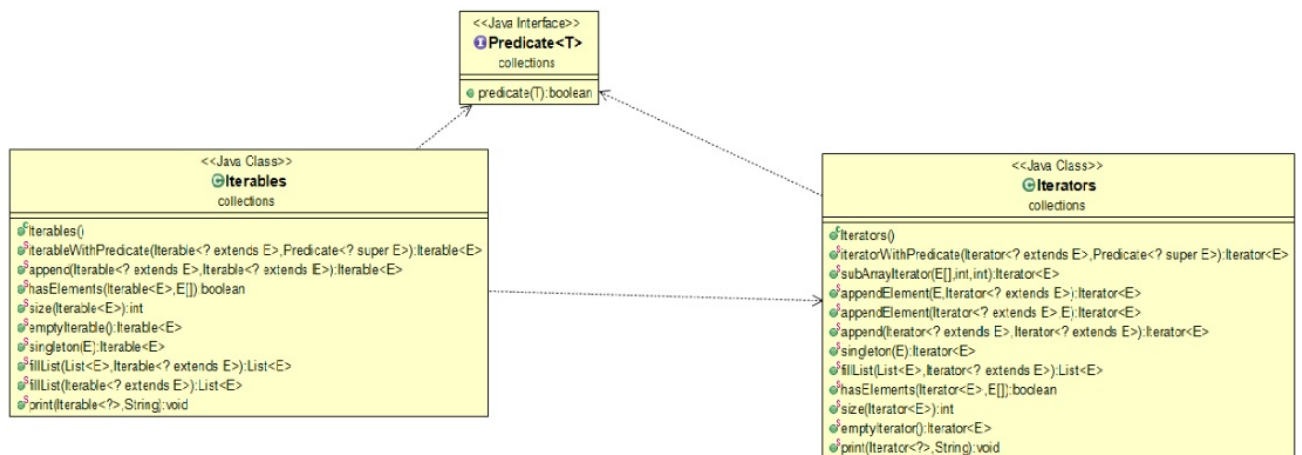 <<Java Interface>>
Predicate<T>
collections
predicate(T):boolean
<<Java Class>>
Iterables
collections
Iterables()
iterableWithPredicate(Iterable<? extends E>,Predicate<? super E>):Iterable<E>
append(Iterable<? extends E>,Iterable<? extends E>):Iterable<E>
hasElements(Iterable<E>,E[]):boolean
size(Iterable<E>):int
emptyIterable():Iterable<E>
singleton(E):Iterable<E>
fillList(List<E>,Iterable<? extends E>):List<E>
fillList(Iterable<? extends E>):List<E>
print(Iterable<?>,String):void
<<Java Class>>
Iterators
collections
Iterators()
iteratorWithPredicate(Iterator<? extends E>,Predicate<? super E>):Iterator<E>
subArrayIterator(E[],int,int):Iterator<E>
appendElement(E,Iterator<? extends E>):Iterator<E>
appendElement(Iterator<? extends E>,E):Iterator<E>
append(Iterator<? extends E>,Iterator<? extends E>):Iterator<E>
singleton(E):Iterator<E>
fillList(List<E>,Iterator<? extends E>):List<E>
hasElements(Iterator<E>,E[]):boolean
size(Iterator<E>):int
emptyIterator():Iterator<E>
print(Iterator<?>,String):void